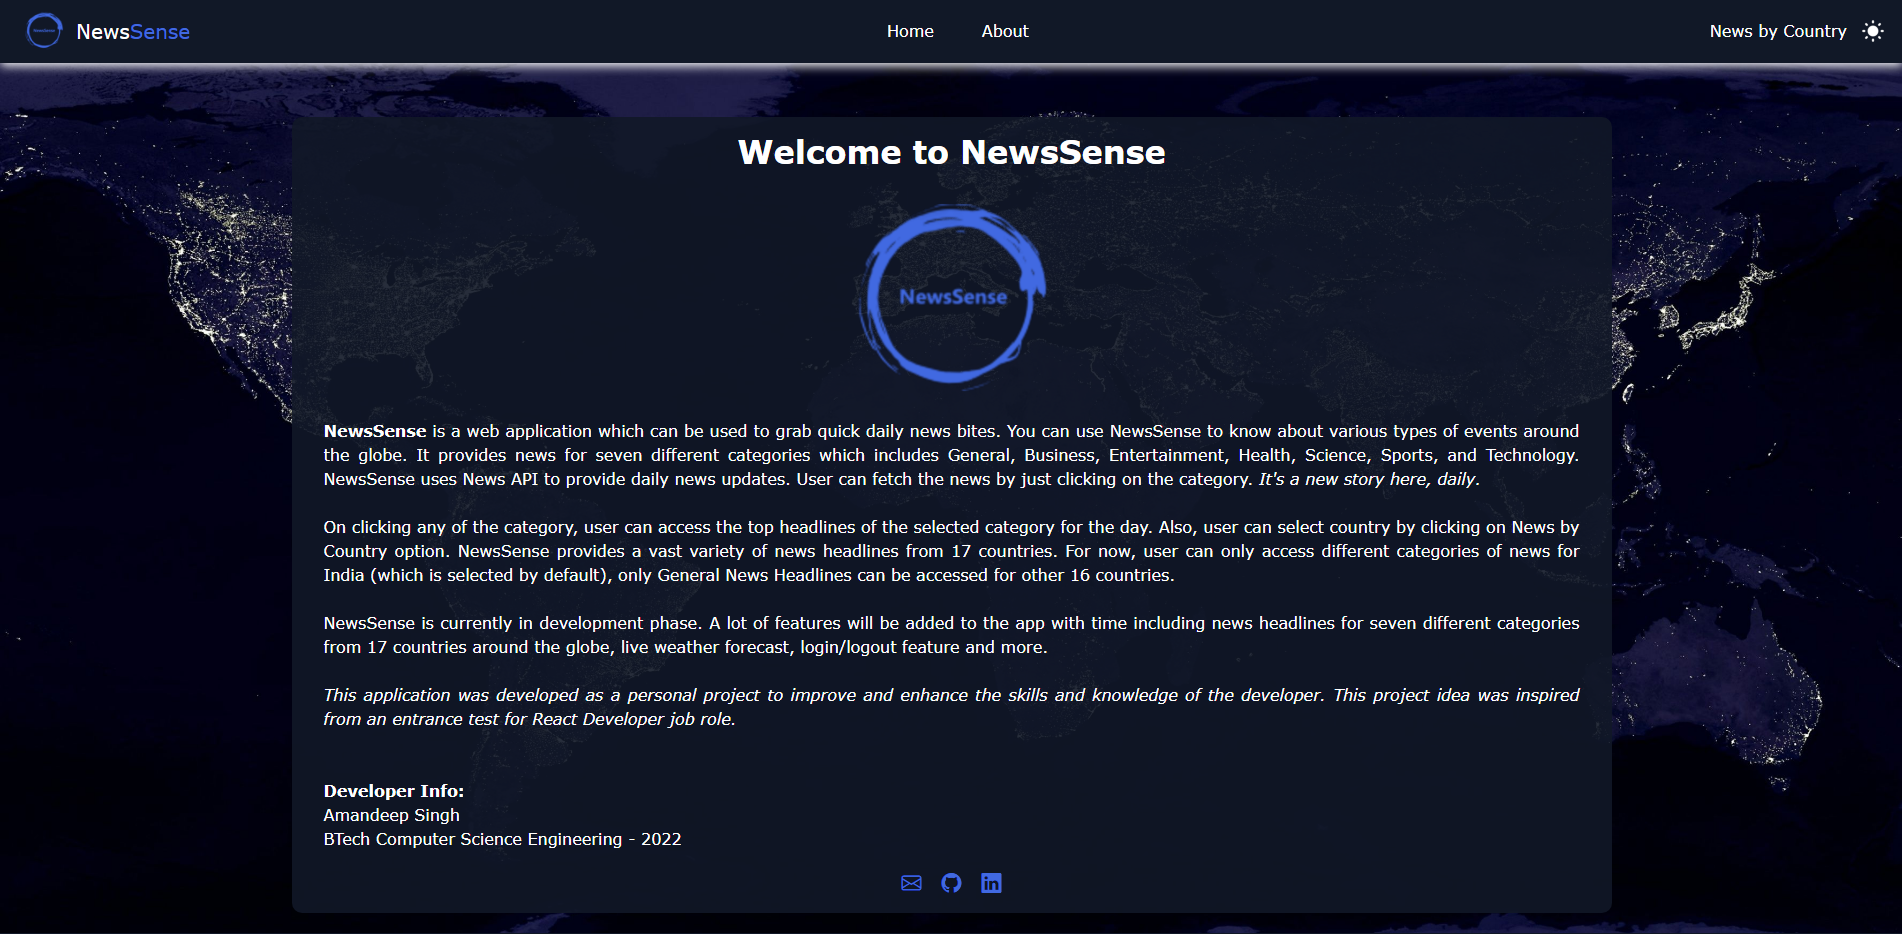 NewsSense
Home
About
News by Country
Welcome to NewsSense
NewsSense
NewsSense is a web application which can be used to grab quick daily news bites. You can use NewsSense to know about various types of events around
the globe. It provides news for seven different categories which includes General, Business, Entertainment, Health, Science, Sports, and Technology.
NewsSense uses News API to provide daily news updates. User can fetch the news by just clicking on the category. It's a new story here, daily.
On clicking any of the category, user can access the top headlines of the selected category for the day. Also, user can select country by clicking on News by
Country option. NewsSense provides a vast variety of news headlines from 17 countries. For now, user can only access different categories of news for
India (which is selected by default), only General News Headlines can be accessed for other 16 countries.
NewsSense is currently in development phase. A lot of features will be added to the app with time including news headlines for seven different categories
from 17 countries around the globe, live weather forecast, login/logout feature and more.
This application was developed as a personal project to improve and enhance the skills and knowledge of the developer. This project idea was inspired
from an entrance test for React Developer job role.
Developer Info:
Amandeep Singh
BTech Computer Science Engineering - 2022
in